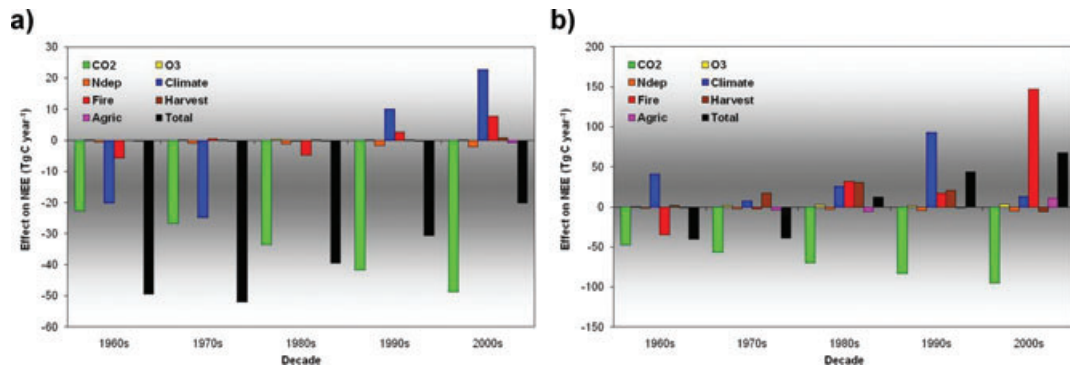 a)
Effect on NEE (Tg C year⁻¹)
30
20
10
0
-10
-20
-30
-40
-50
-60
CO2 O3
Ndep Climate
Fire Harvest
Agric Total
1960s 1970s 1980s 1990s 2000s
Decade
b)
Effect on NEE (Tg C year⁻¹)
200
150
100
50
0
-50
-100
-150
CO2 O3
Ndep Climate
Fire Harvest
Agric Total
1960s 1970s 1980s 1990s 2000s
Decade